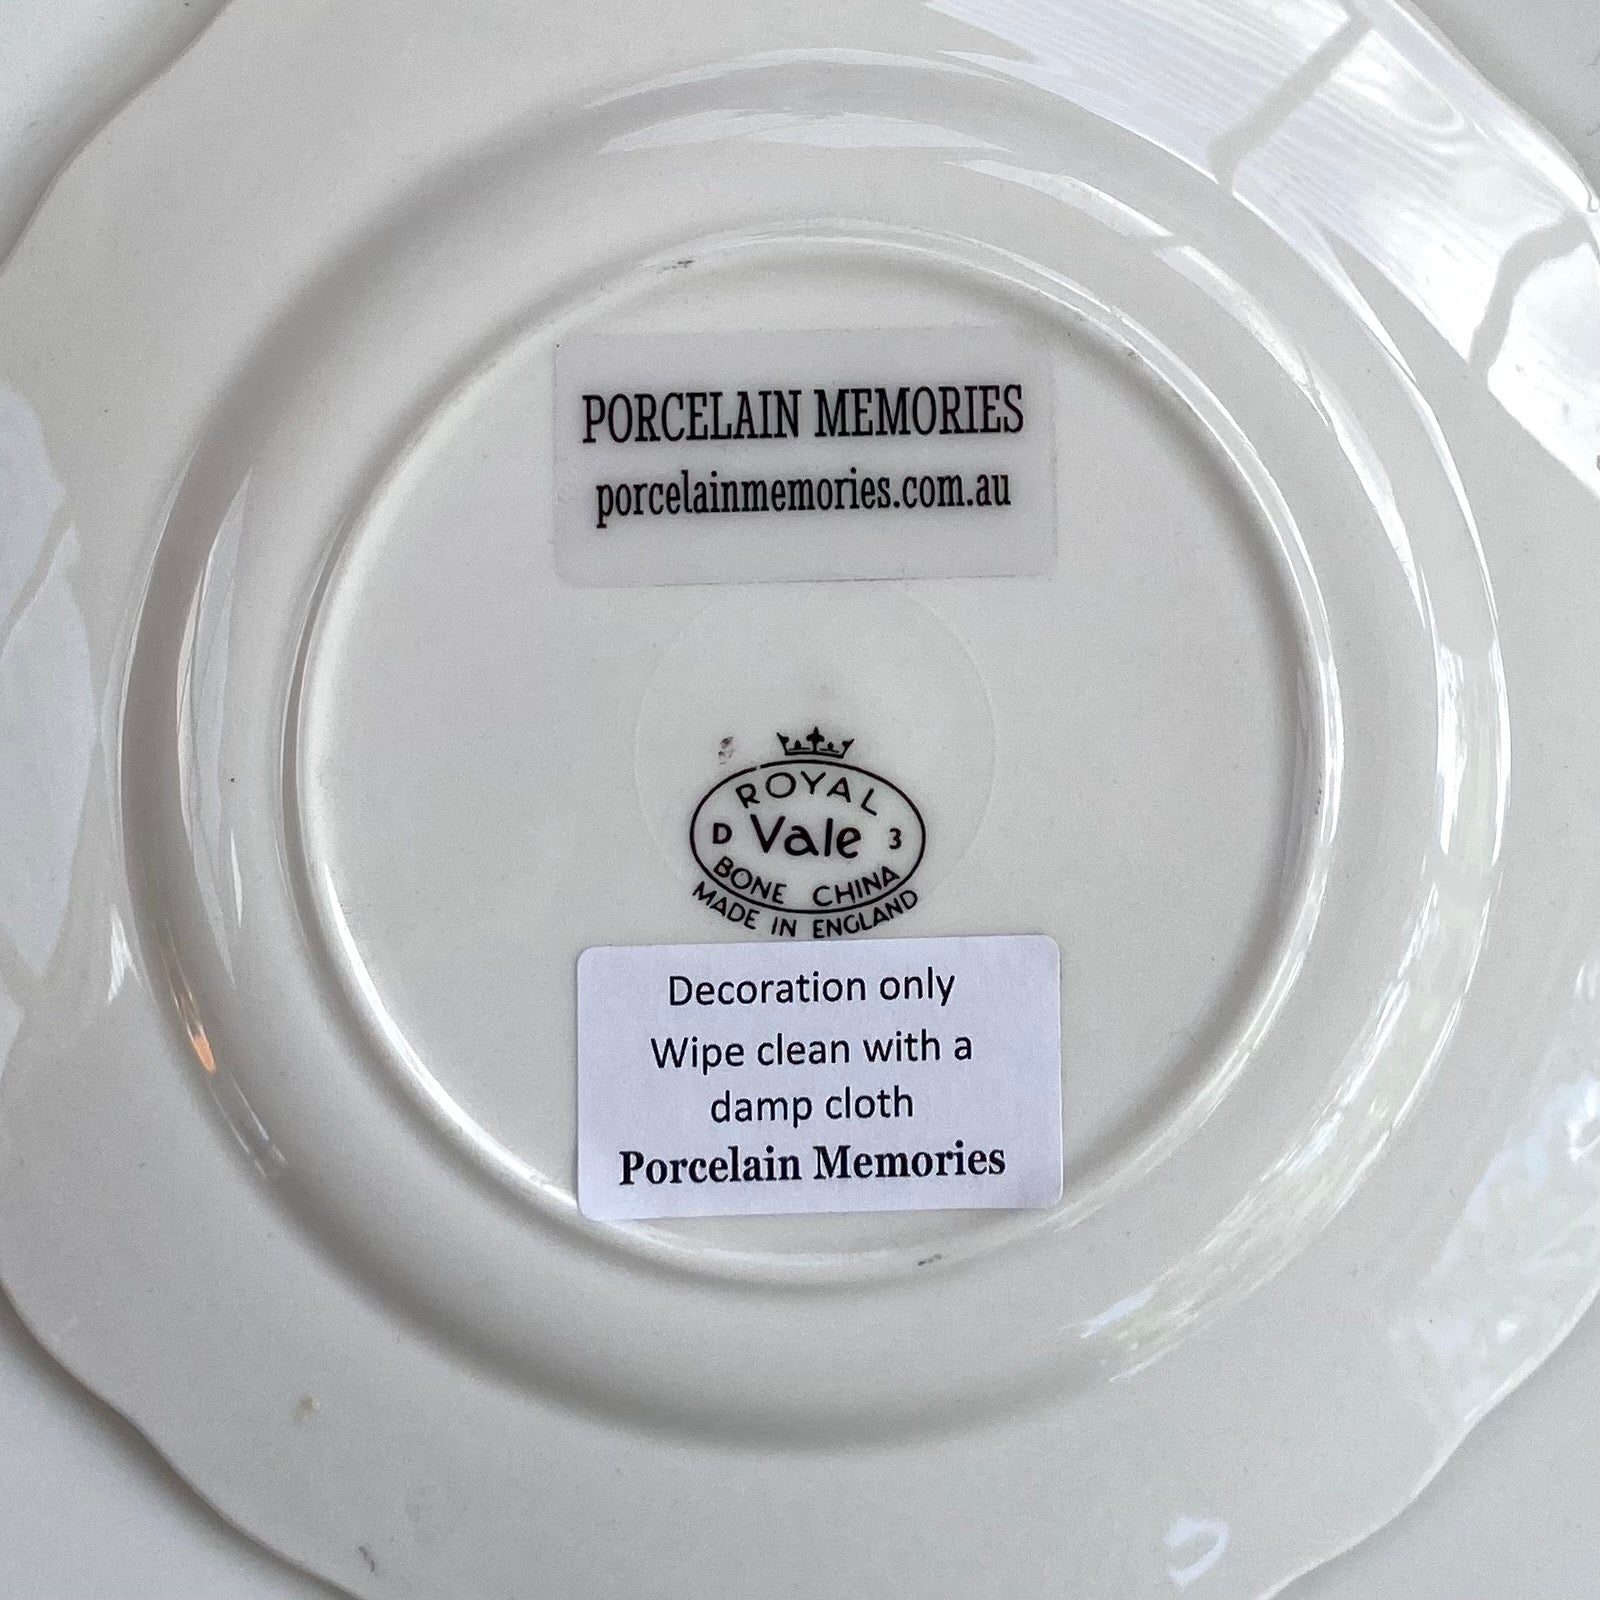 PORCELAIN MEMORIES
porcelainmemories.com.au
ROYAL
D Vale 3
BONE CHINA
MADE IN ENGLAND
Decoration only
Wipe clean with a
damp cloth
Porcelain Memories